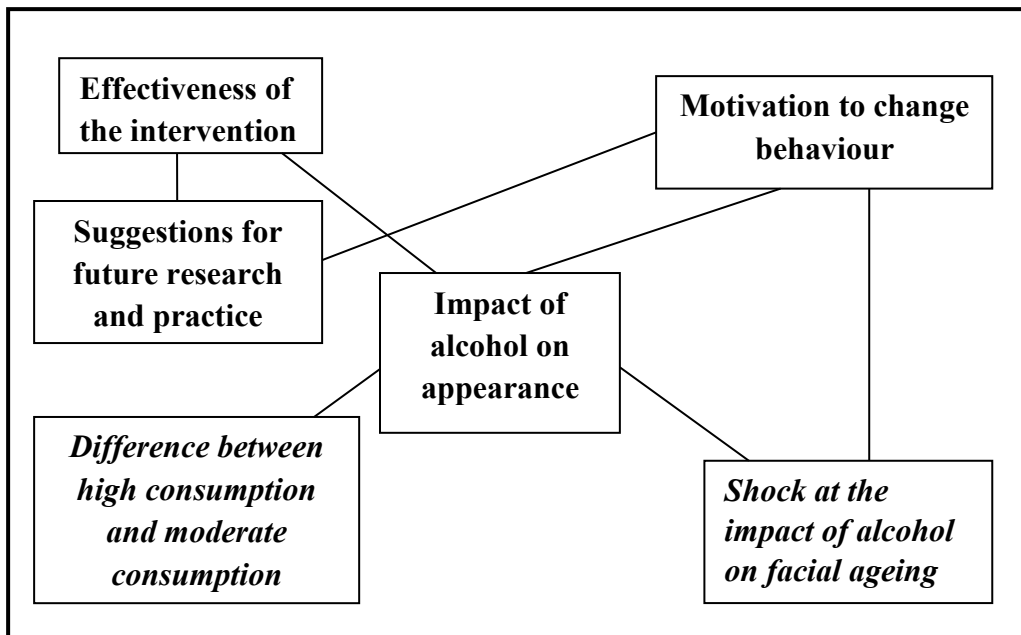 Effectiveness of
the intervention
Motivation to change
behaviour
Suggestions for
future research
and practice
Impact of
alcohol on
appearance
Difference between
high consumption
and moderate
consumption
Shock at the
impact of alcohol
on facial ageing